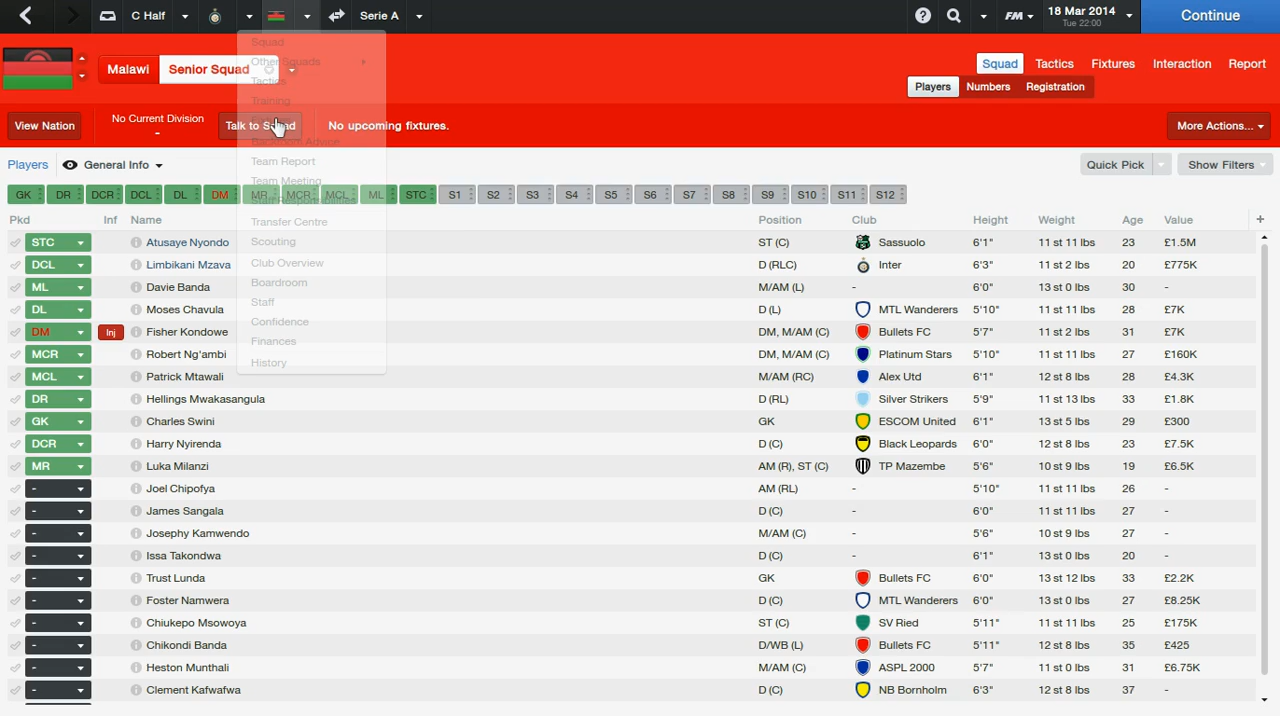 C Half Serie A ? FM 18 Mar 2014 Tue 22:00 Continue
Malawi Senior Squad Squad Tactics Fixtures Interaction Report
Players Numbers Registration
View Nation No Current Division - Talk to Squad No upcoming fixtures. More Actions...
Squad
Other Squads
Tactics
Training
Backroom Advice
Team Report
Team Meeting
Staff Responsibilities
Transfer Centre
Scouting
Club Overview
Boardroom
Staff
Confidence
Finances
History
Players General Info Quick Pick Show Filters
GK DR DCR DCL DL DM MR MCR MCL ML STC S1 S2 S3 S4 S5 S6 S7 S8 S9 S10 S11 S12
Pkd Inf Name Position Club Height Weight Age Value +
STC Atusaye Nyondo ST (C) Sassuolo 6'1" 11 st 11 lbs 23 £1.5M
DCL Limbikani Mzava D (RLC) Inter 6'3" 11 st 2 lbs 20 £775K
ML Davie Banda M/AM (L) - 6'0" 13 st 0 lbs 30 -
DL Moses Chavula D (L) MTL Wanderers 5'10" 11 st 11 lbs 28 £7K
DM Inj Fisher Kondowe DM, M/AM (C) Bullets FC 5'7" 11 st 2 lbs 31 £7K
MCR Robert Ng'ambi DM, M/AM (C) Platinum Stars 5'10" 11 st 11 lbs 27 £160K
MCL Patrick Mtawali M/AM (RC) Alex Utd 6'1" 12 st 8 lbs 28 £4.3K
DR Hellings Mwakasangula D (RL) Silver Strikers 5'9" 11 st 13 lbs 33 £1.8K
GK Charles Swini GK ESCOM United 6'1" 13 st 5 lbs 29 £300
DCR Harry Nyirenda D (C) Black Leopards 6'0" 12 st 8 lbs 23 £7.5K
MR Luka Milanzi AM (R), ST (C) TP Mazembe 5'6" 10 st 9 lbs 19 £6.5K
- Joel Chipofya AM (RL) - 5'10" 11 st 11 lbs 26 -
- James Sangala D (C) - 6'0" 11 st 11 lbs 27 -
- Josephy Kamwendo M/AM (C) - 5'6" 10 st 9 lbs 27 -
- Issa Takondwa D (C) - 6'1" 13 st 0 lbs 20 -
- Trust Lunda GK Bullets FC 6'0" 13 st 12 lbs 33 £2.2K
- Foster Namwera D (C) MTL Wanderers 6'0" 13 st 0 lbs 27 £8.25K
- Chiukepo Msowoya ST (C) SV Ried 5'11" 11 st 11 lbs 25 £175K
- Chikondi Banda D/WB (L) Bullets FC 5'11" 12 st 8 lbs 35 £425
- Heston Munthali M/AM (C) ASPL 2000 5'7" 11 st 0 lbs 31 £6.75K
- Clement Kafwafwa D (C) NB Bornholm 6'3" 12 st 8 lbs 37 -